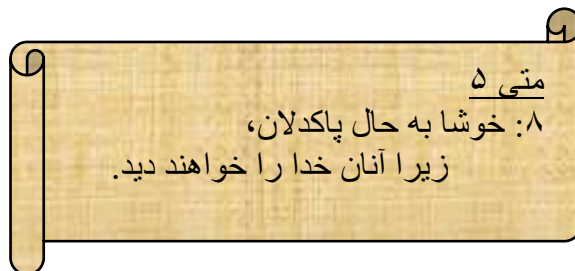 متی ۵
۸: خوشا به حال پاکدلان،
زیرا آنان خدا را خواهند دید.